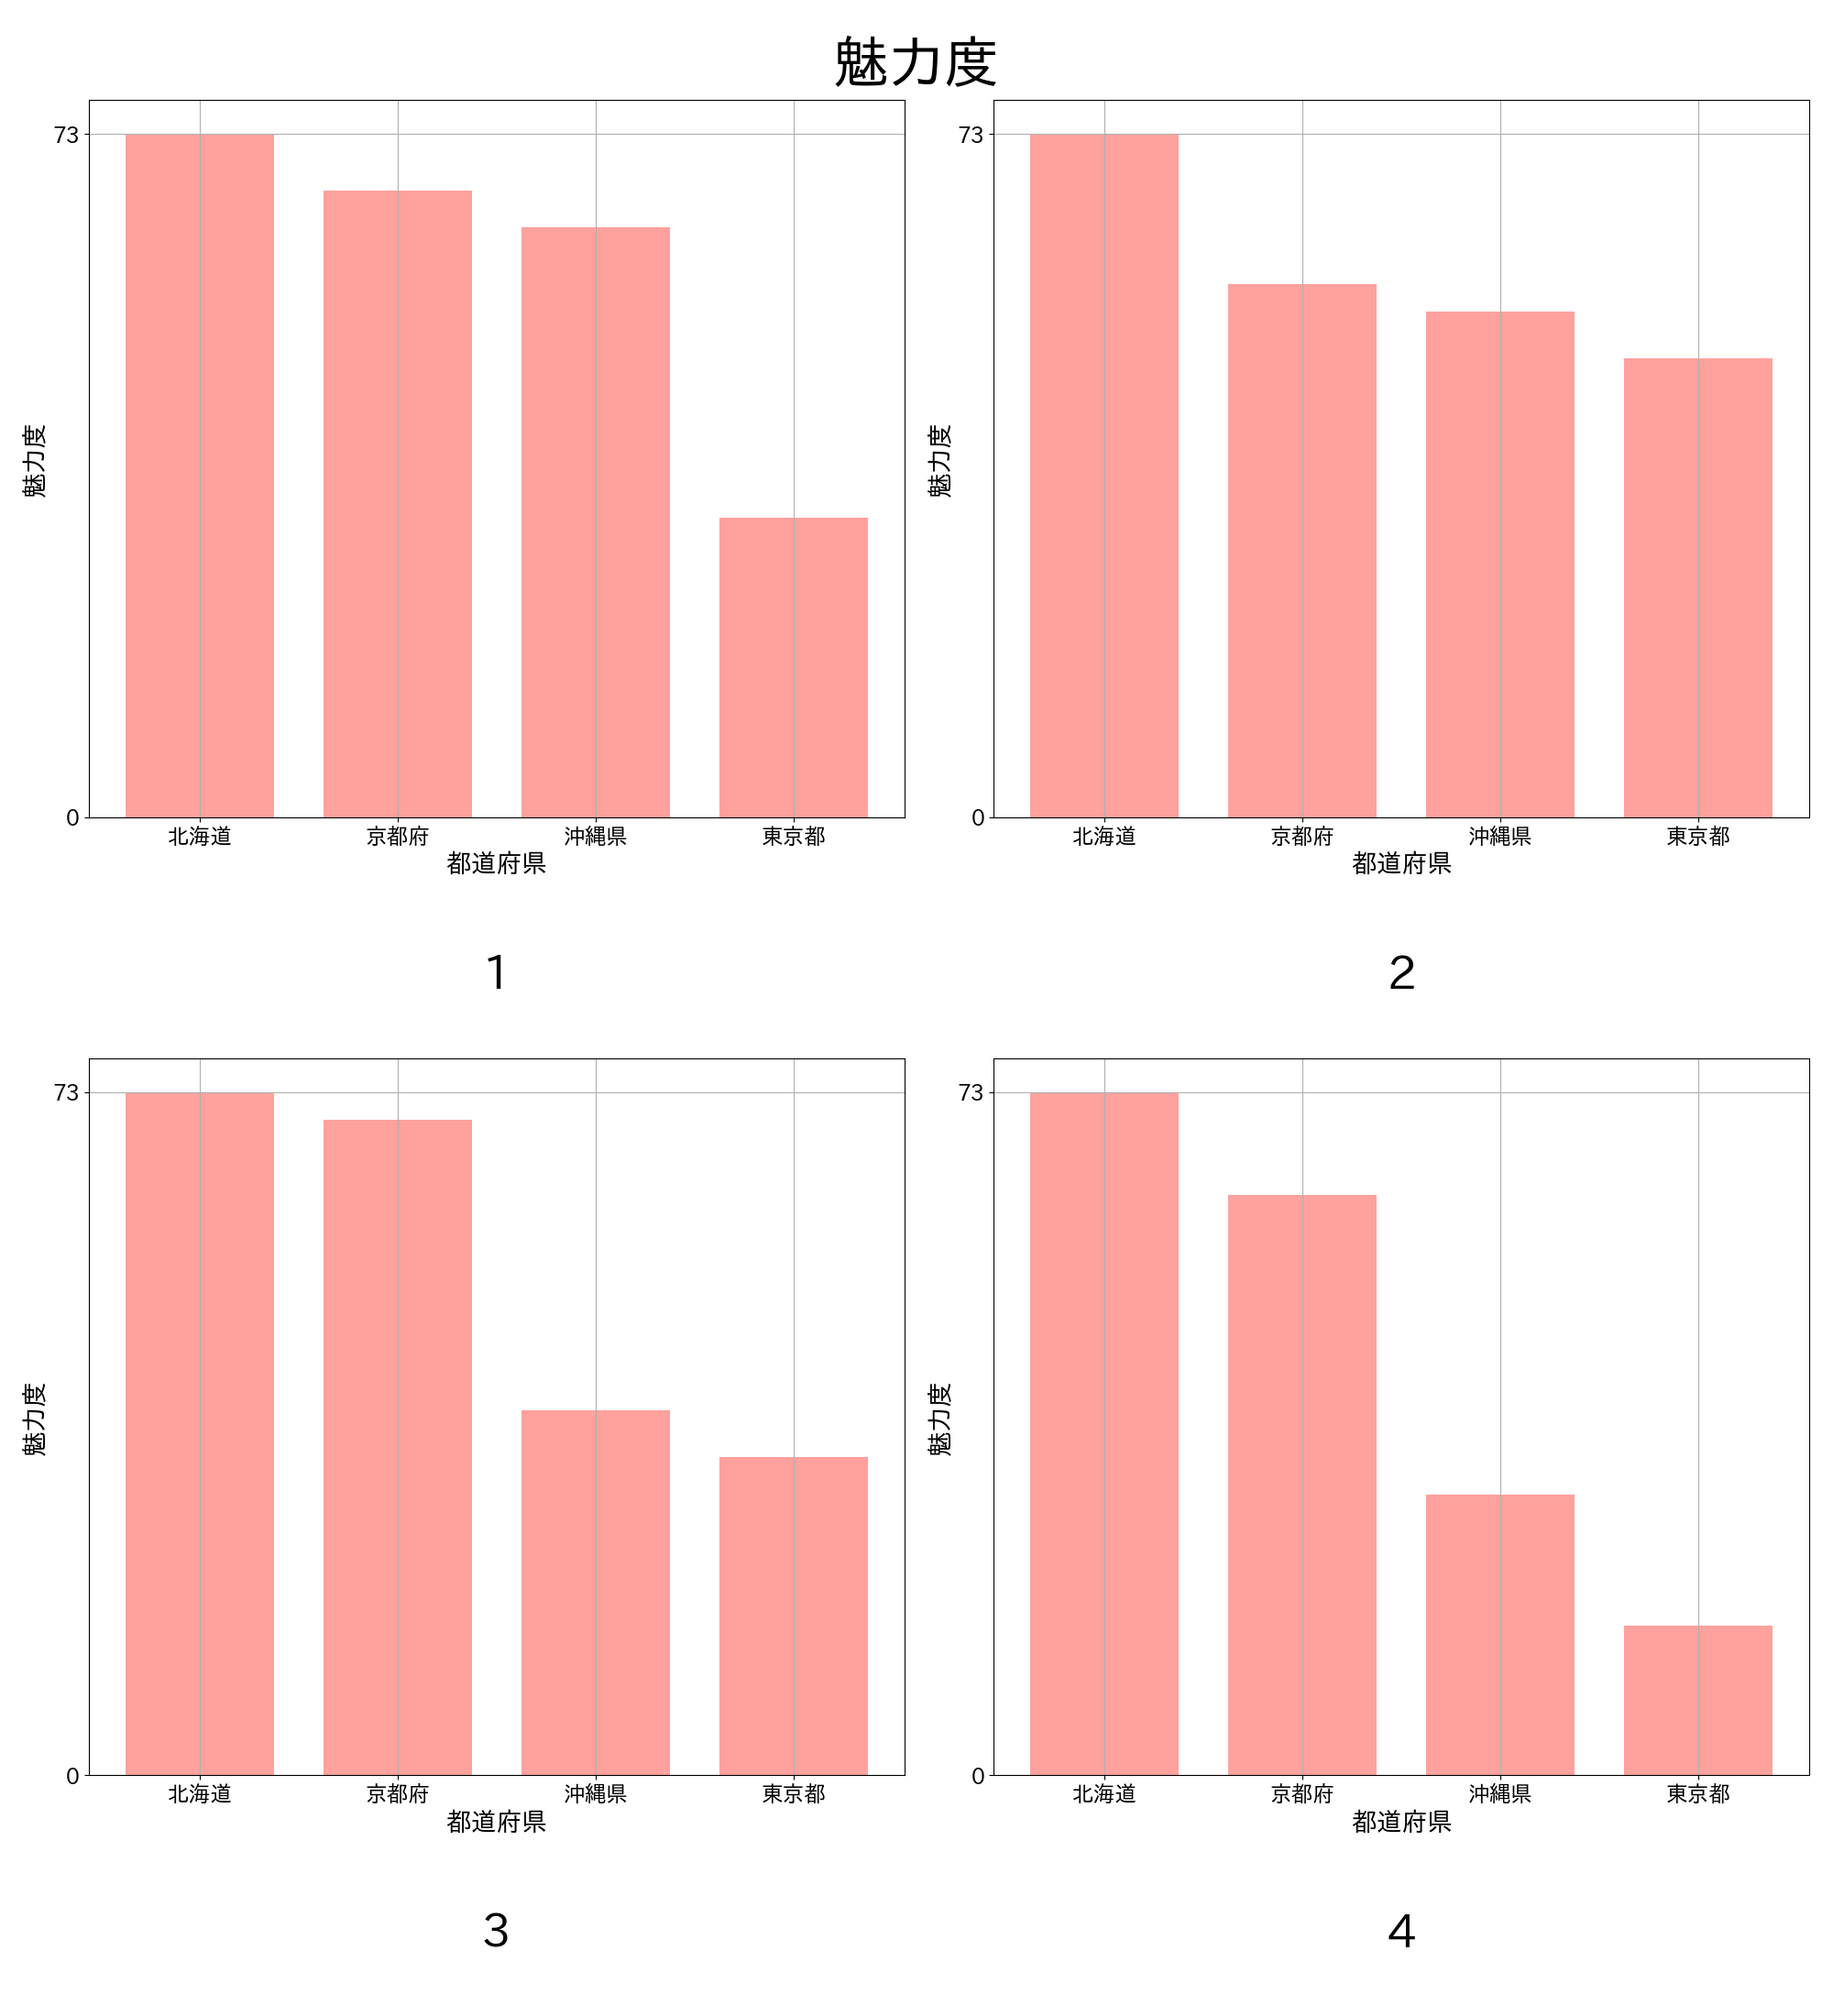 魅力度
73
0
魅力度
北海道 京都府 沖縄県 東京都
都道府県
1
73
0
魅力度
北海道 京都府 沖縄県 東京都
都道府県
2
73
0
魅力度
北海道 京都府 沖縄県 東京都
都道府県
3
73
0
魅力度
北海道 京都府 沖縄県 東京都
都道府県
4